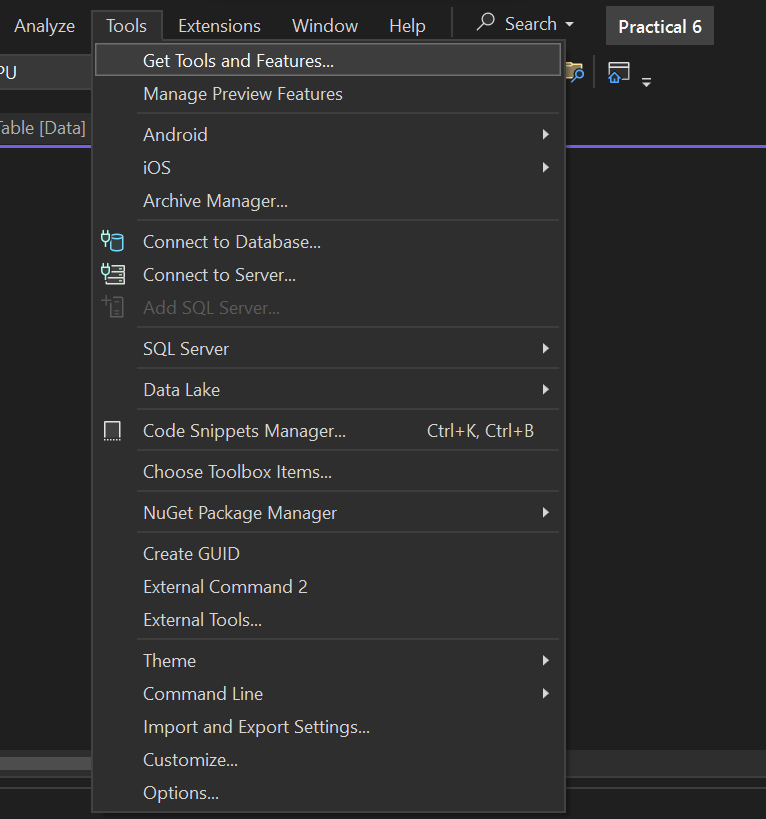 Analyze Tools Extensions Window Help Search Practical 6
PU
Table [Data]
Get Tools and Features...
Manage Preview Features
Android
iOS
Archive Manager...
Connect to Database...
Connect to Server...
Add SQL Server...
SQL Server
Data Lake
Code Snippets Manager... Ctrl+K, Ctrl+B
Choose Toolbox Items...
NuGet Package Manager
Create GUID
External Command 2
External Tools...
Theme
Command Line
Import and Export Settings...
Customize...
Options...